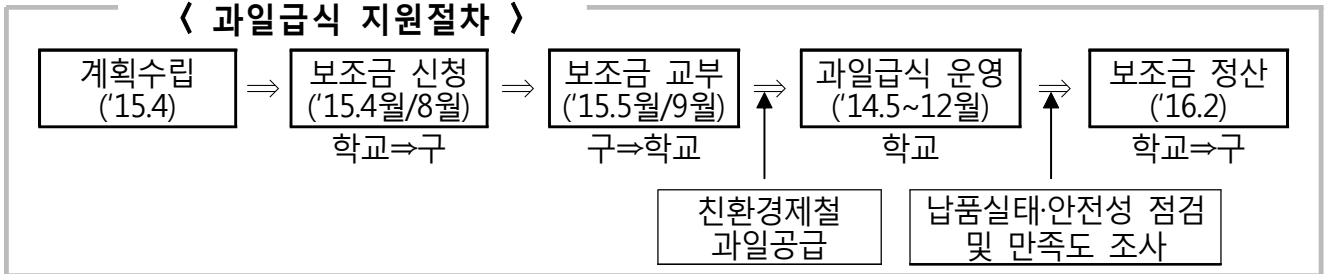 〈 과일급식 지원절차 〉
계획수립
('15.4)
⇒
보조금 신청
('15.4월/8월)
학교⇒구
⇒
보조금 교부
('15.5월/9월)
구⇒학교
⇒
과일급식 운영
('14.5~12월)
학교
⇒
보조금 정산
('16.2)
학교⇒구
친환경제철
과일공급
납품실태·안전성 점검
및 만족도 조사